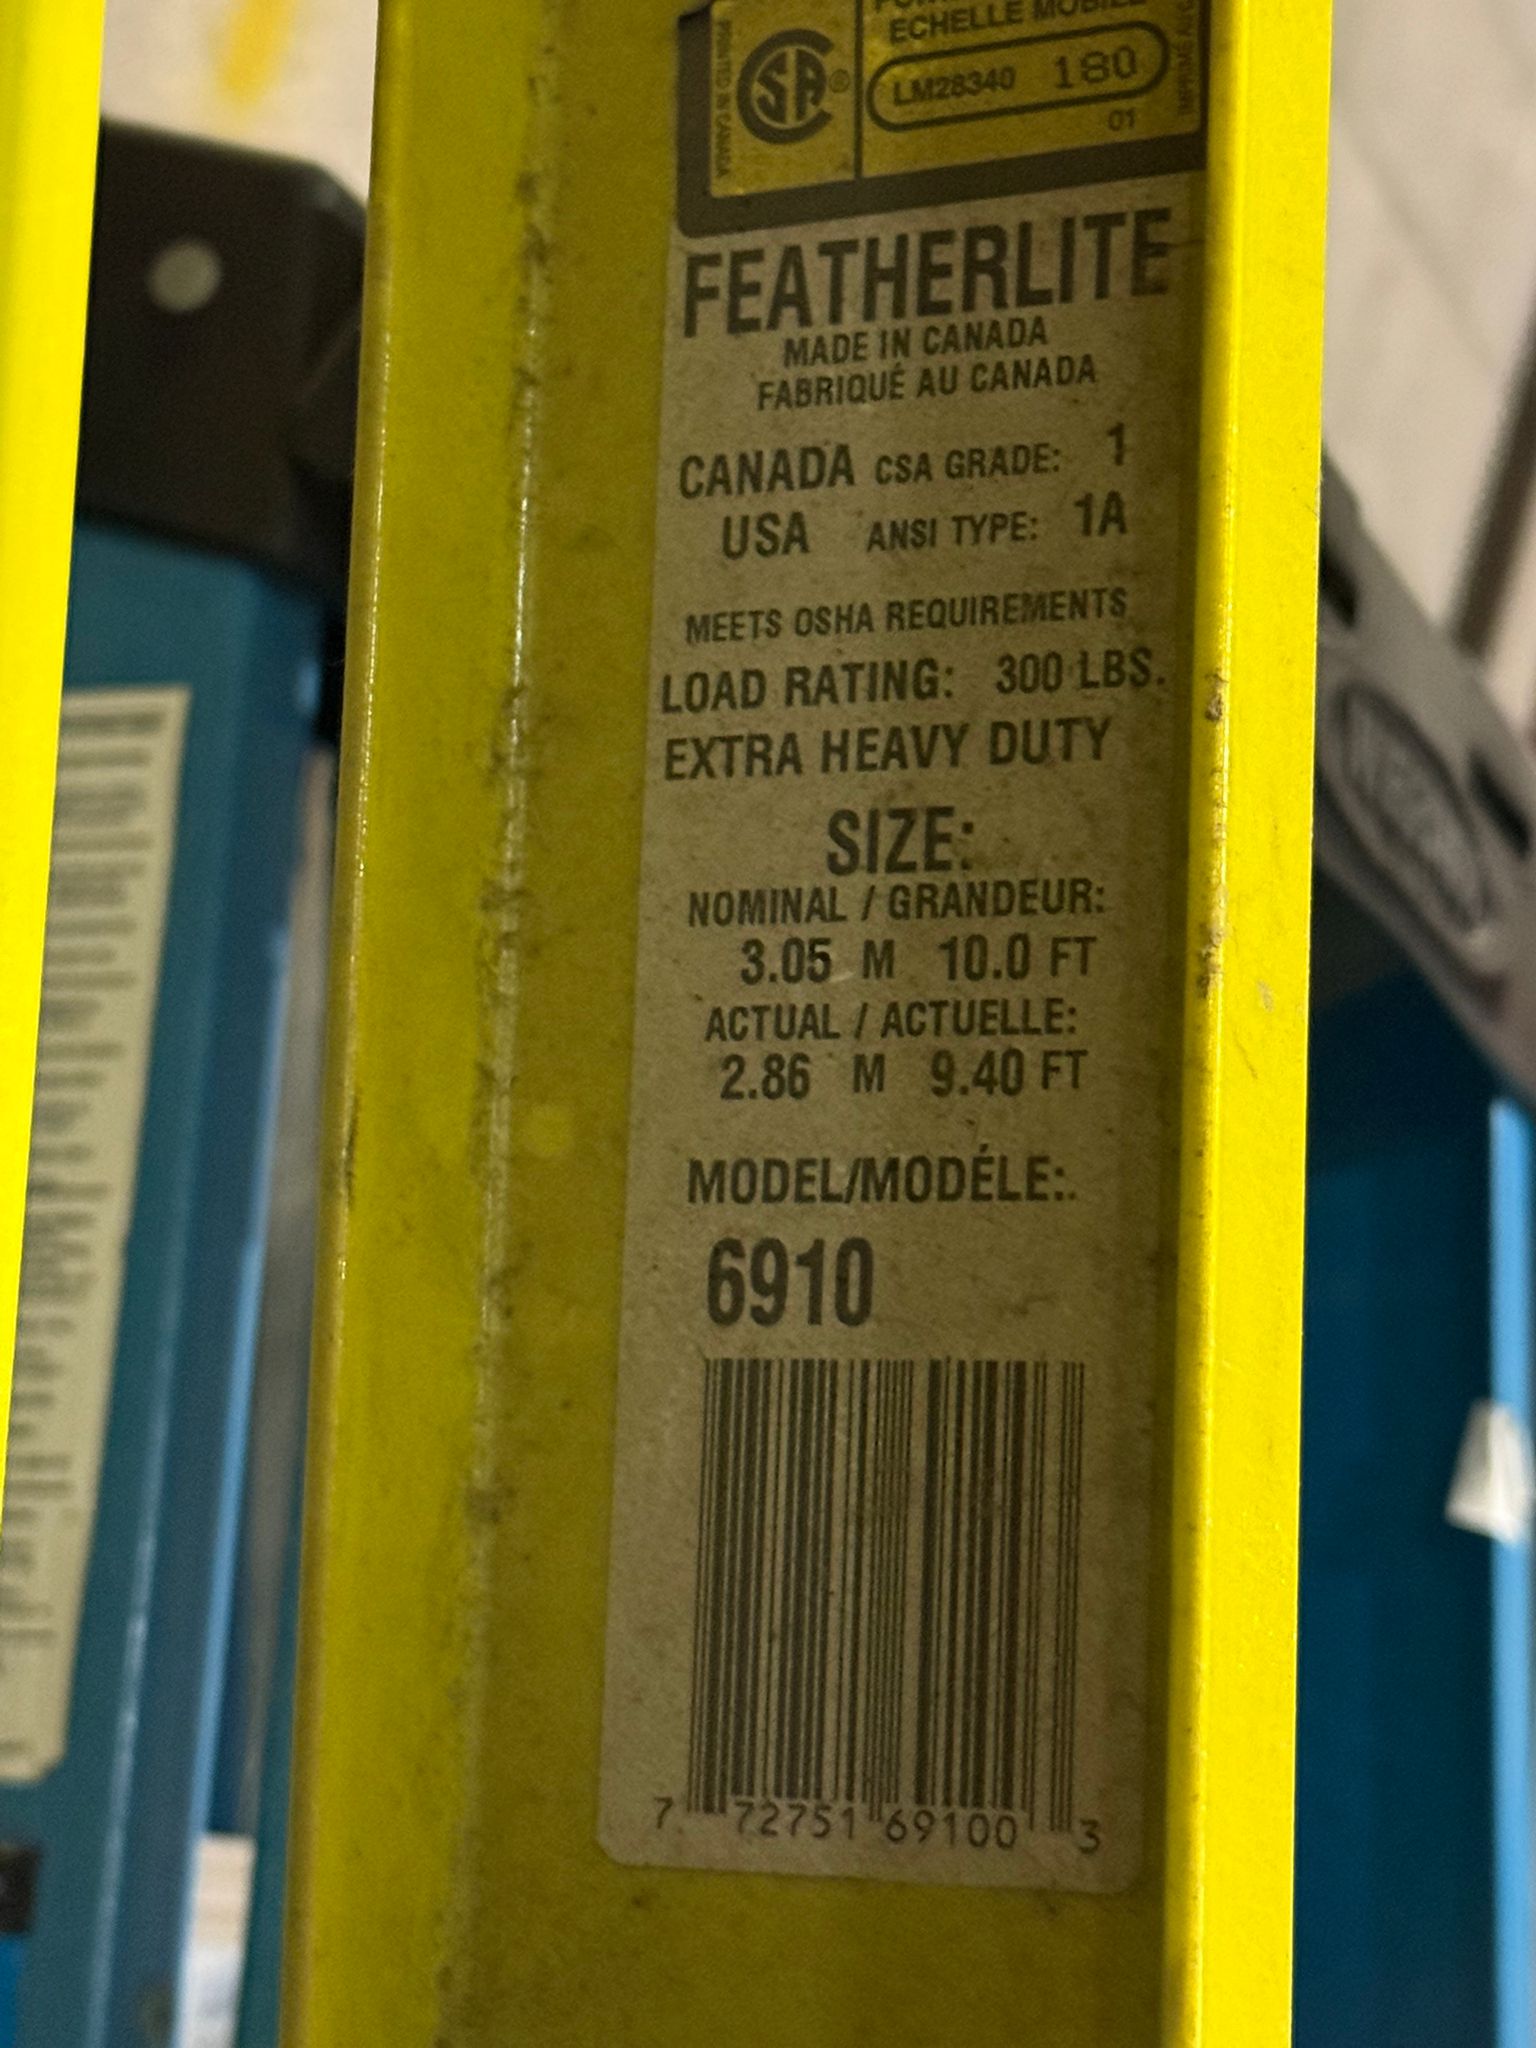 ECHELLE MOBILE
PRINTED IN CANADA
CSA®
LM28340 180
01
FEATHERLITE
MADE IN CANADA
FABRIQUÉ AU CANADA
CANADA CSA GRADE: 1
USA ANSI TYPE: 1A
MEETS OSHA REQUIREMENTS
LOAD RATING: 300 LBS.
EXTRA HEAVY DUTY
SIZE:
NOMINAL / GRANDEUR:
3.05 M 10.0 FT
ACTUAL / ACTUELLE:
2.86 M 9.40 FT
MODEL/MODÉLE:.
6910
7 72751 69100 3